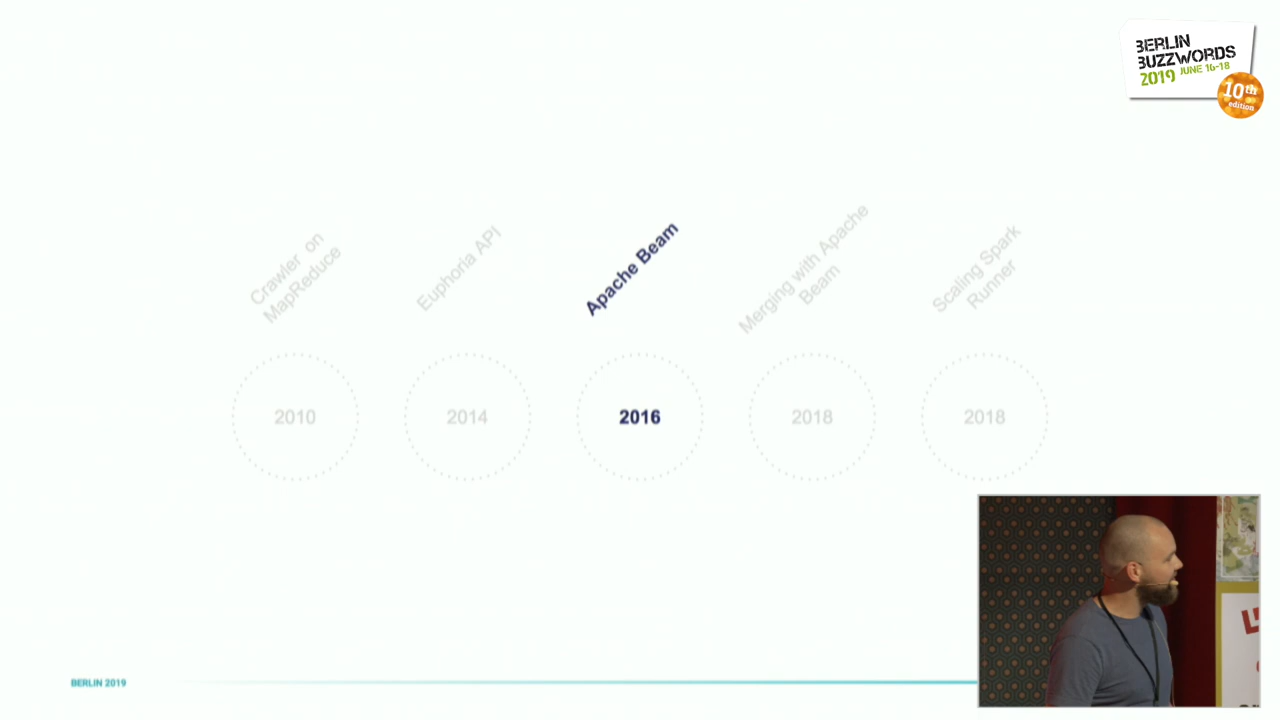 BERLIN
BUZZWORDS
2019 JUNE 16-18
10th
edition
Crawler on
MapReduce
Euphoria API
Apache Beam
Merging with Apache
Beam
Scaling Spark
Runner
2010
2014
2016
2018
2018
BERLIN 2019